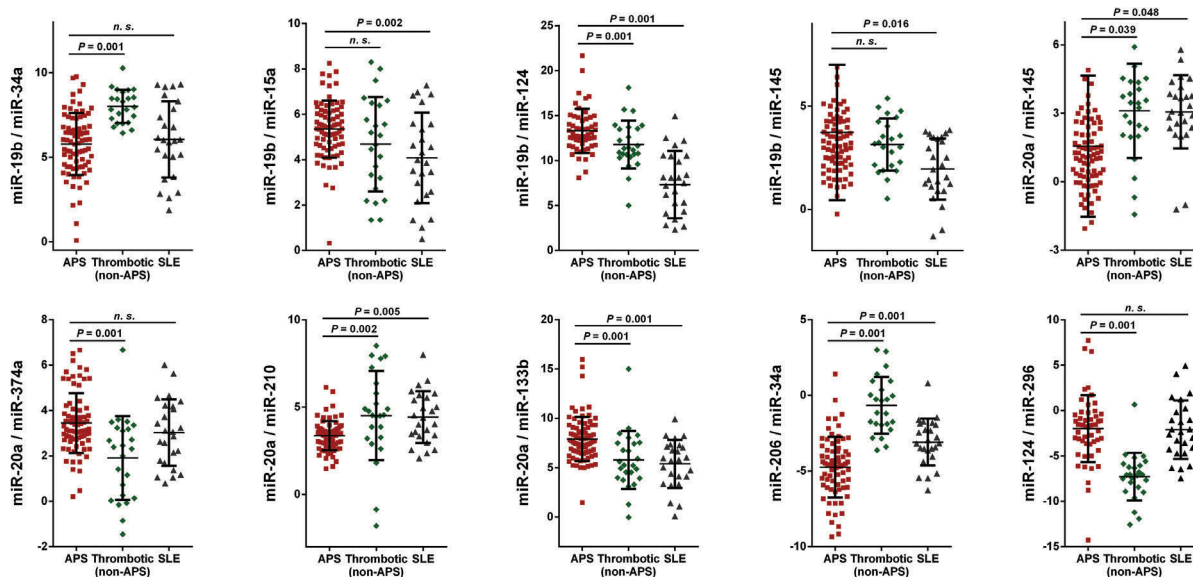 n. s.
P = 0.001
miR-19b / miR-34a
10
5
0
APS Thrombotic SLE
(non-APS)
P = 0.002
n. s.
miR-19b / miR-15a
10
8
6
4
2
0
APS Thrombotic SLE
(non-APS)
P = 0.001
P = 0.001
miR-19b / miR-124
25
20
15
10
5
0
APS Thrombotic SLE
(non-APS)
P = 0.016
n. s.
miR-19b / miR-145
5
0
APS Thrombotic SLE
(non-APS)
P = 0.048
P = 0.039
miR-20a / miR-145
6
3
0
-3
APS Thrombotic SLE
(non-APS)
n. s.
P = 0.001
miR-20a / miR-374a
8
6
4
2
0
-2
APS Thrombotic SLE
(non-APS)
P = 0.005
P = 0.002
miR-20a / miR-210
10
5
0
APS Thrombotic SLE
(non-APS)
P = 0.001
P = 0.001
miR-20a / miR-133b
20
15
10
5
0
APS Thrombotic SLE
(non-APS)
P = 0.001
P = 0.001
miR-206 / miR-34a
5
0
-5
-10
APS Thrombotic SLE
(non-APS)
n. s.
P = 0.001
miR-124 / miR-296
10
5
-0
-5
-10
-15
APS Thrombotic SLE
(non-APS)